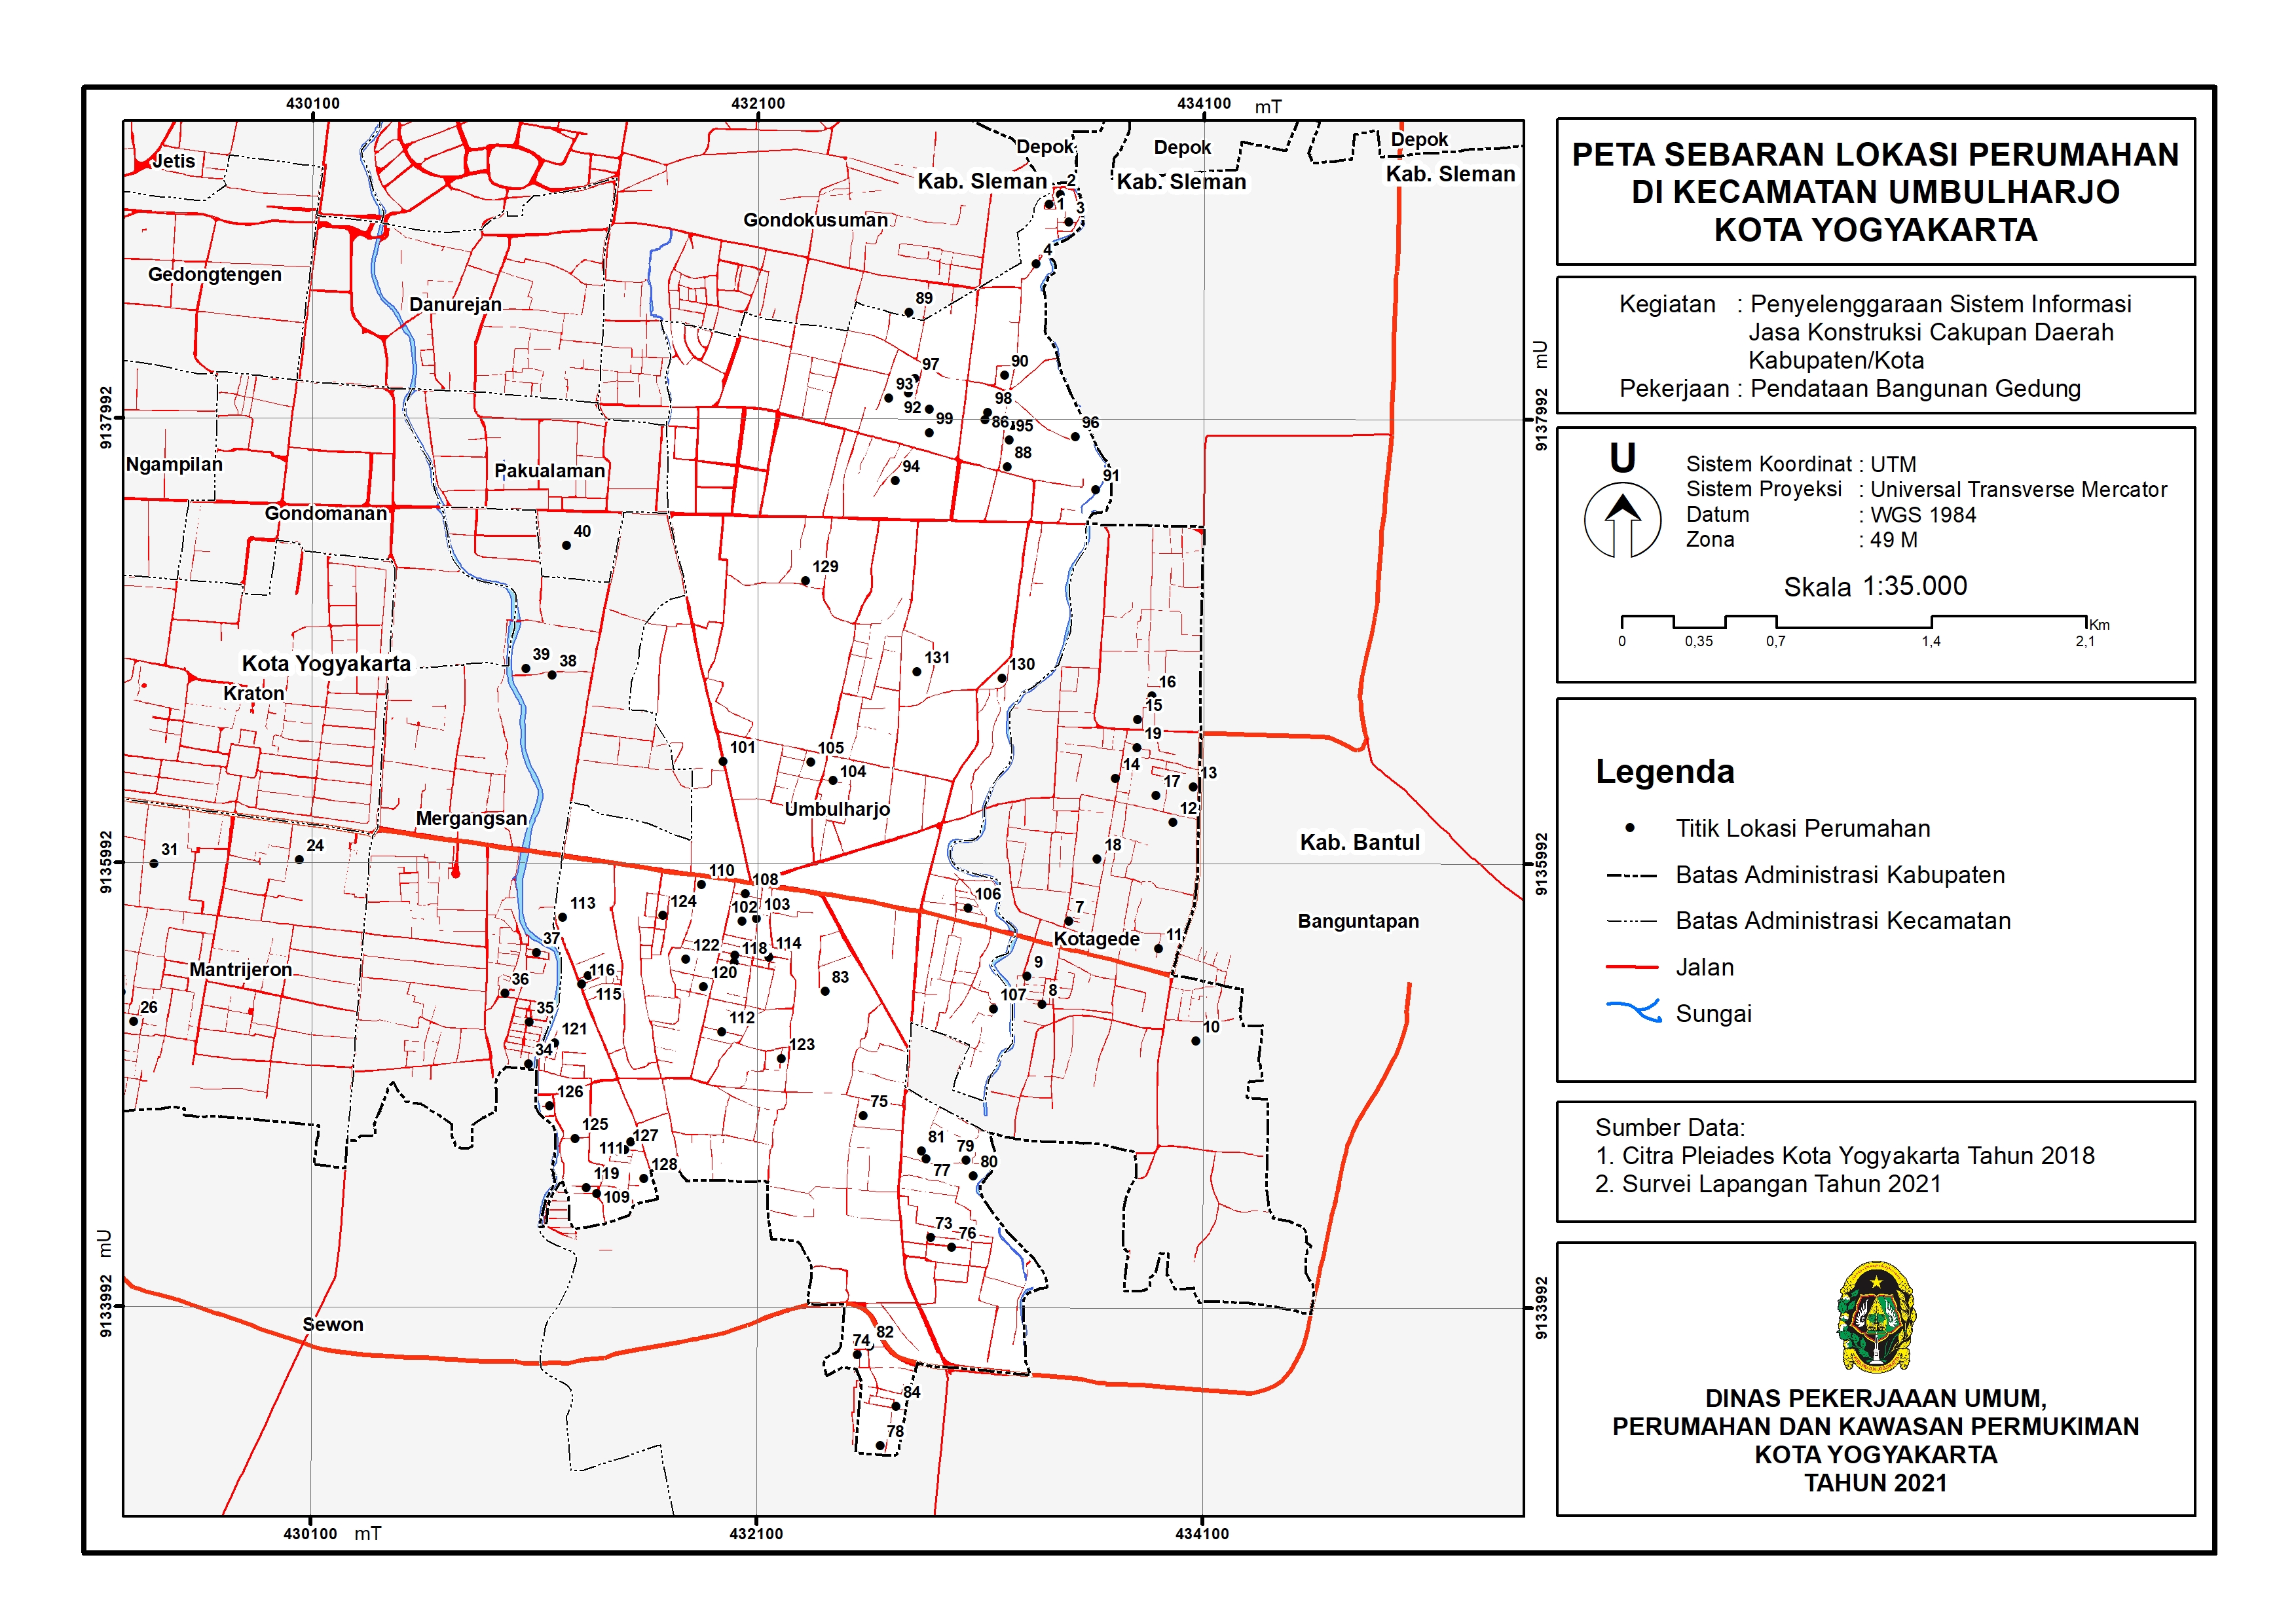 430100
432100
434100
mT
Depok
Depok
Depok
Jetis
Kab. Sleman
Kab. Sleman
Kab. Sleman
2
1
3
Gondokusuman
4
Gedongtengen
Danurejan
89
mU
97
90
93
92
98
9137992
9137992
99
86
95
96
Ngampilan
Pakualaman
94
88
91
Gondomanan
40
129
39
38
131
130
Kota Yogyakarta
Kraton
16
15
19
101
105
104
14
17
13
12
Umbulharjo
Mergangsan
31
24
18
Kab. Bantul
9135992
9135992
110
108
113
124
102
103
106
7
Banguntapan
37
122
118
114
Kotagede
11
Mantrijeron
116
120
83
9
36
115
107
8
26
35
112
10
121
34
123
126
75
125
127
111
81
79
77
80
119
128
109
73
76
mU
9133992
9133992
Sewon
74
82
84
78
430100
mT
432100
434100
PETA SEBARAN LOKASI PERUMAHAN
DI KECAMATAN UMBULHARJO
KOTA YOGYAKARTA
Kegiatan : Penyelenggaraan Sistem Informasi
Jasa Konstruksi Cakupan Daerah
Kabupaten/Kota
Pekerjaan : Pendataan Bangunan Gedung
U
Sistem Koordinat : UTM
Sistem Proyeksi : Universal Transverse Mercator
Datum : WGS 1984
Zona : 49 M
Skala 1:35.000
Km
0 0,35 0,7 1,4 2,1
Legenda
Titik Lokasi Perumahan
Batas Administrasi Kabupaten
Batas Administrasi Kecamatan
Jalan
Sungai
Sumber Data:
1. Citra Pleiades Kota Yogyakarta Tahun 2018
2. Survei Lapangan Tahun 2021
DINAS PEKERJAAAN UMUM,
PERUMAHAN DAN KAWASAN PERMUKIMAN
KOTA YOGYAKARTA
TAHUN 2021